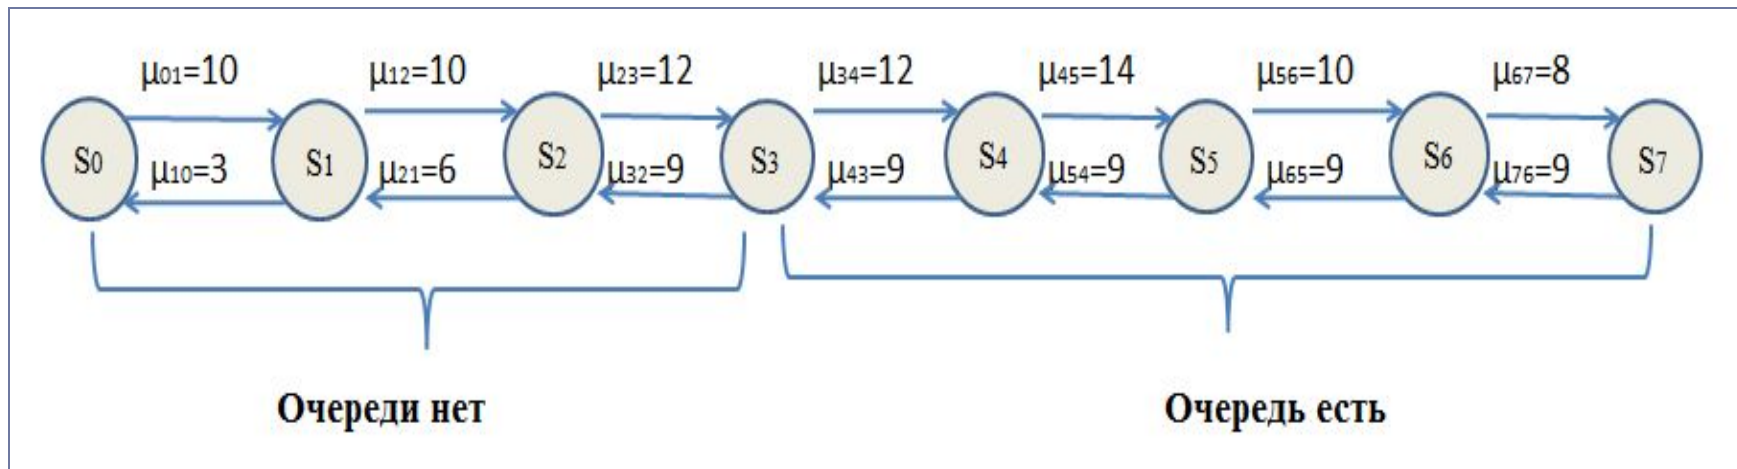 μ01=10 μ12=10 μ23=12 μ34=12 μ45=14 μ56=10 μ67=8
S0 S1 S2 S3 S4 S5 S6 S7
μ10=3 μ21=6 μ32=9 μ43=9 μ54=9 μ65=9 μ76=9
Очереди нет Очередь есть